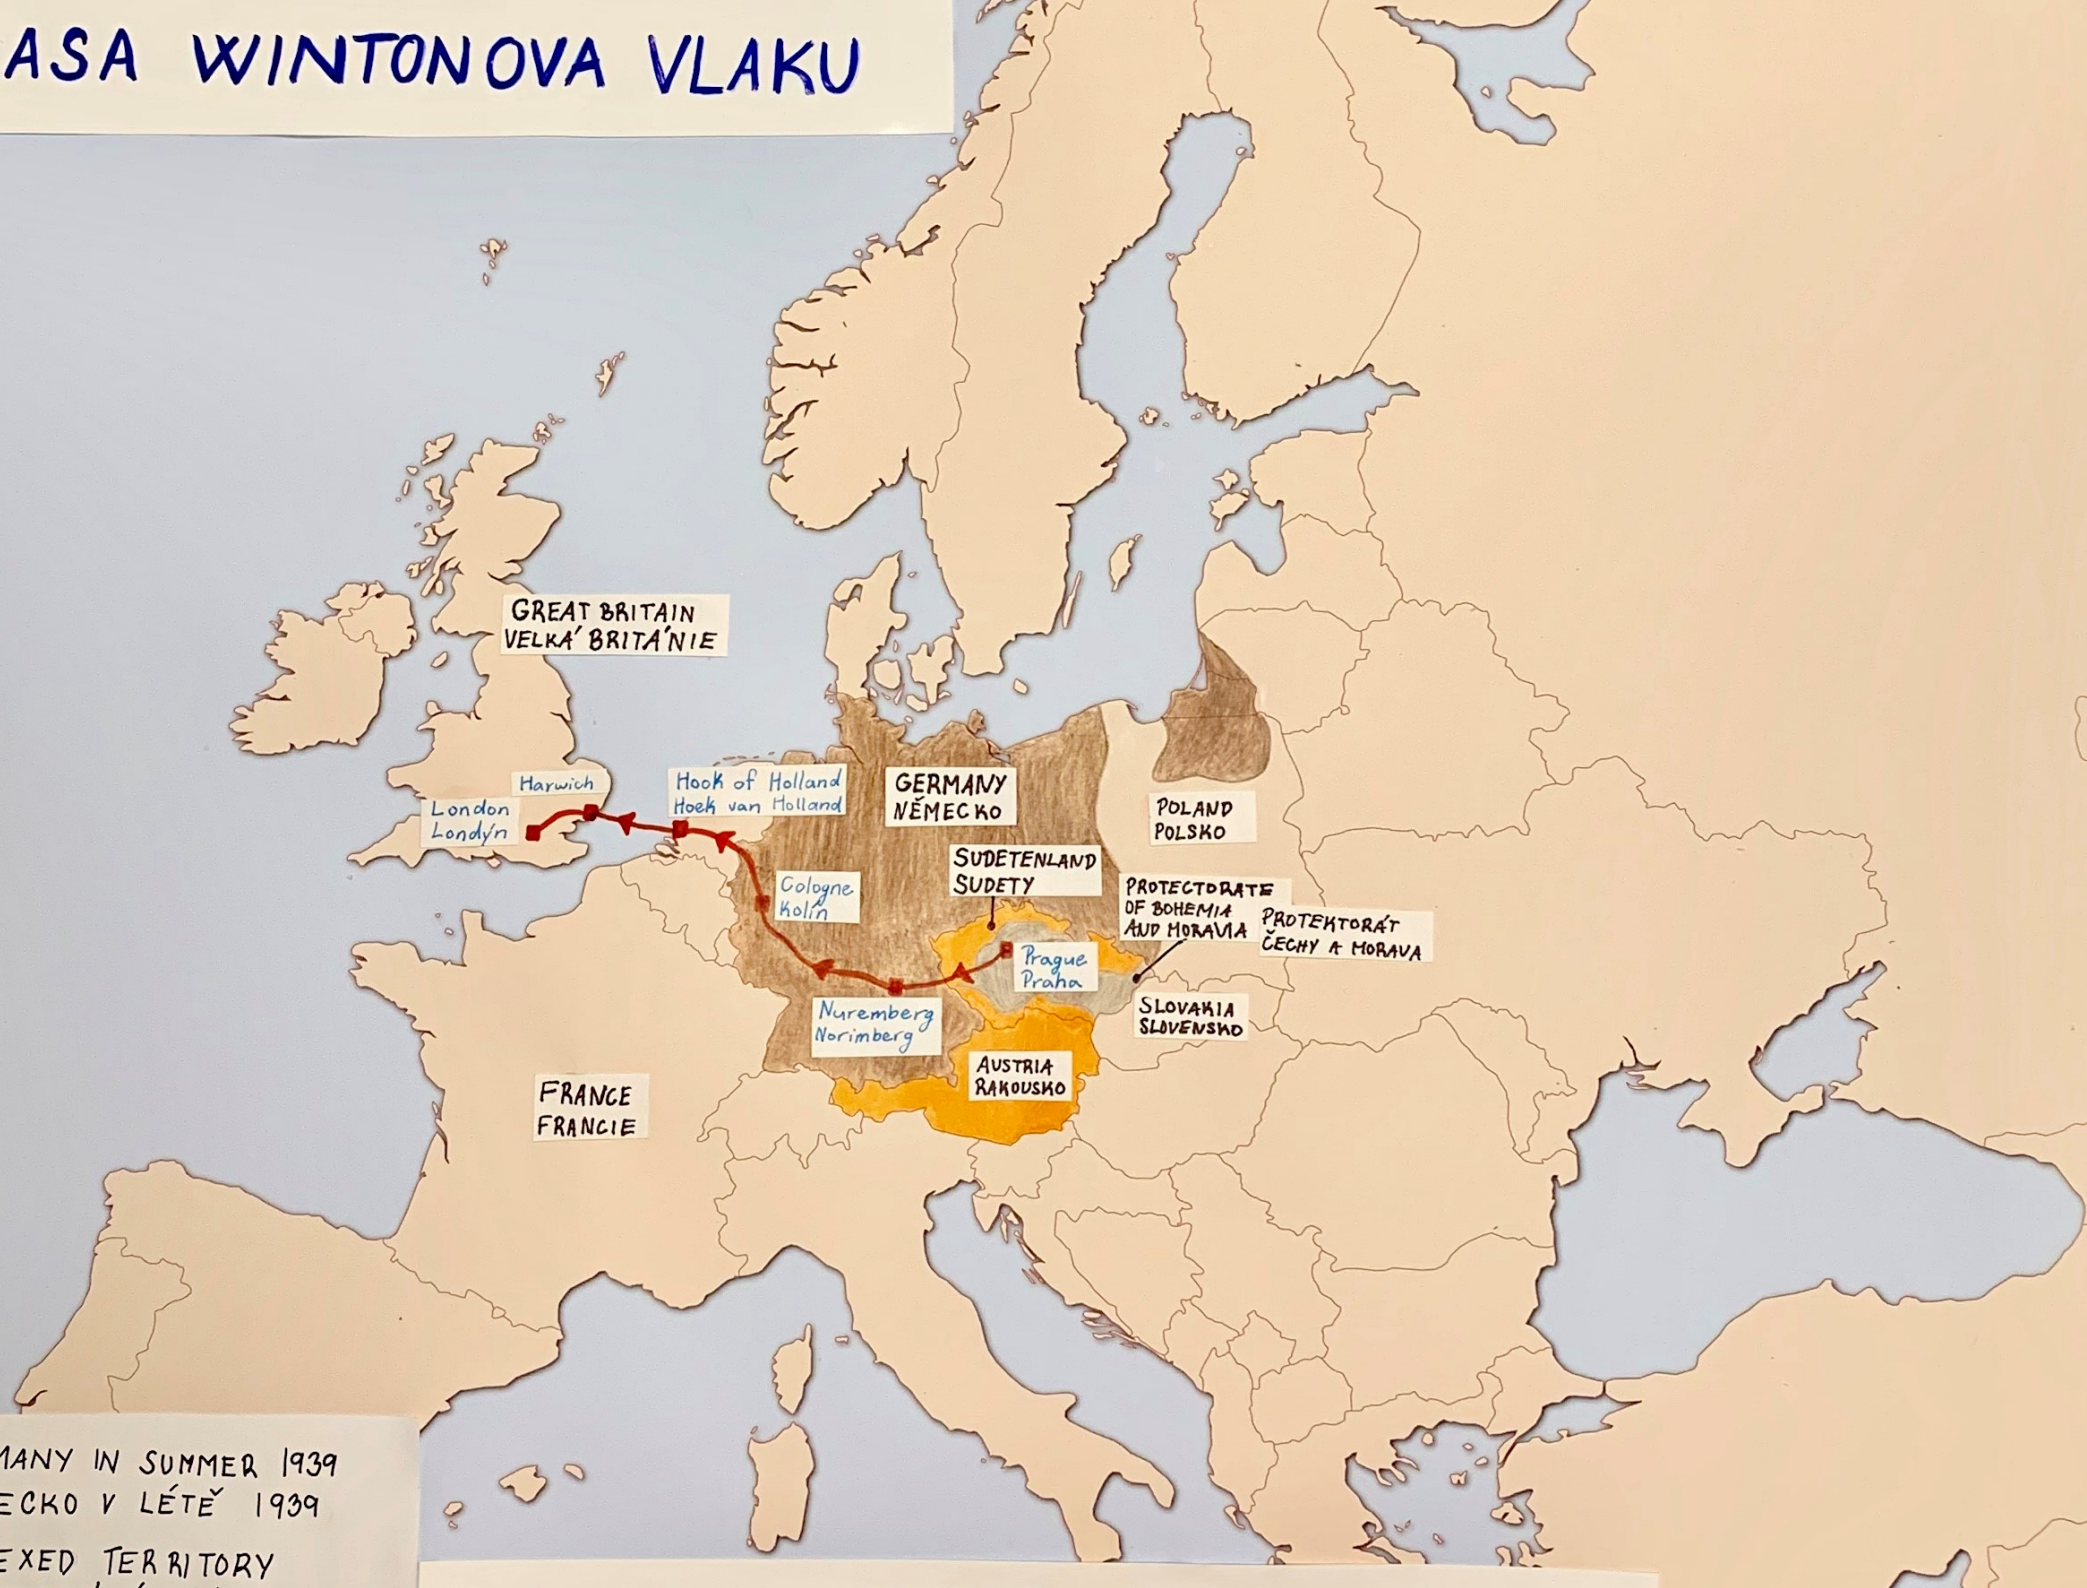 ASA WINTONOVA VLAKU
GREAT BRITAIN
VELKÁ BRITÁNIE
Harwich
London
Londýn
Hook of Holland
Hoek van Holland
GERMANY
NĚMECKO
POLAND
POLSKO
SUDETENLAND
SUDETY
Cologne
Kolín
PROTECTORATE
OF BOHEMIA
AND MORAVIA
PROTEKTORÁT
ČECHY A MORAVA
Prague
Praha
Nuremberg
Norimberg
SLOVAKIA
SLOVENSKO
AUSTRIA
RAKOUSKO
FRANCE
FRANCIE
MANY IN SUMMER 1939
ECKO V LÉTĚ 1939
EXED TERRITORY